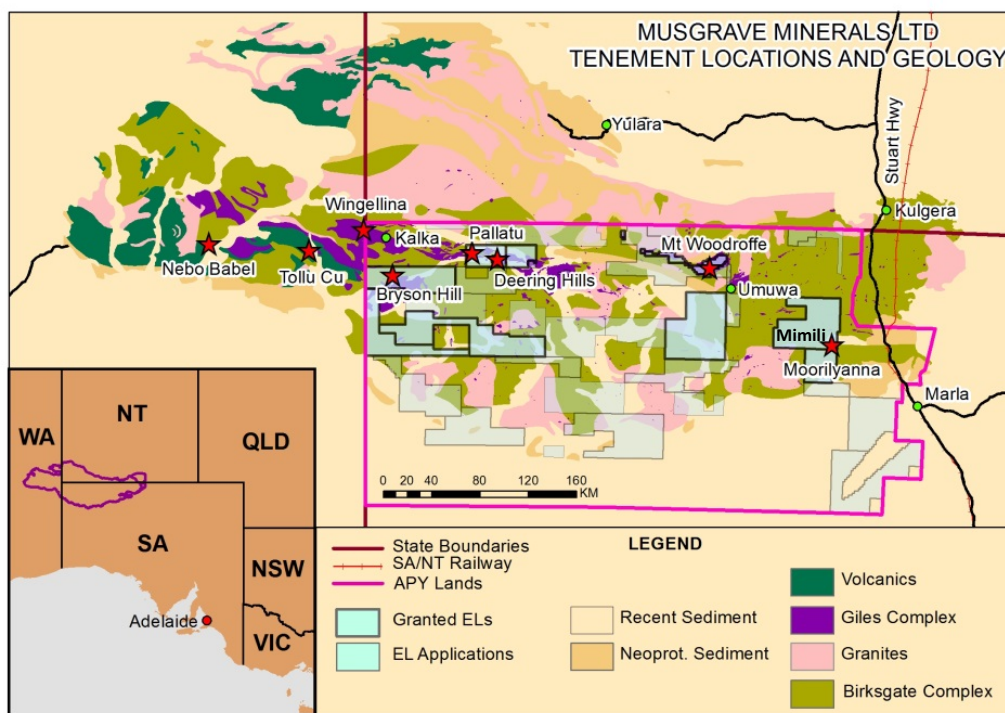 MUSGRAVE MINERALS LTD
TENEMENT LOCATIONS AND GEOLOGY
Yulara
Stuart Hwy
Kulgera
Wingellina
Kalka
Pallatu
Mt Woodroffe
Nebo Babel
Tollu Cu
Bryson Hill
Deering Hills
Umuwa
Mimili
Moorilyanna
Marla
0 20 40 80 120 160
KM
NT
WA
QLD
SA
NSW
Adelaide
VIC
LEGEND
State Boundaries
SA/NT Railway
APY Lands
Granted ELs
EL Applications
Recent Sediment
Neoprot. Sediment
Volcanics
Giles Complex
Granites
Birksgate Complex